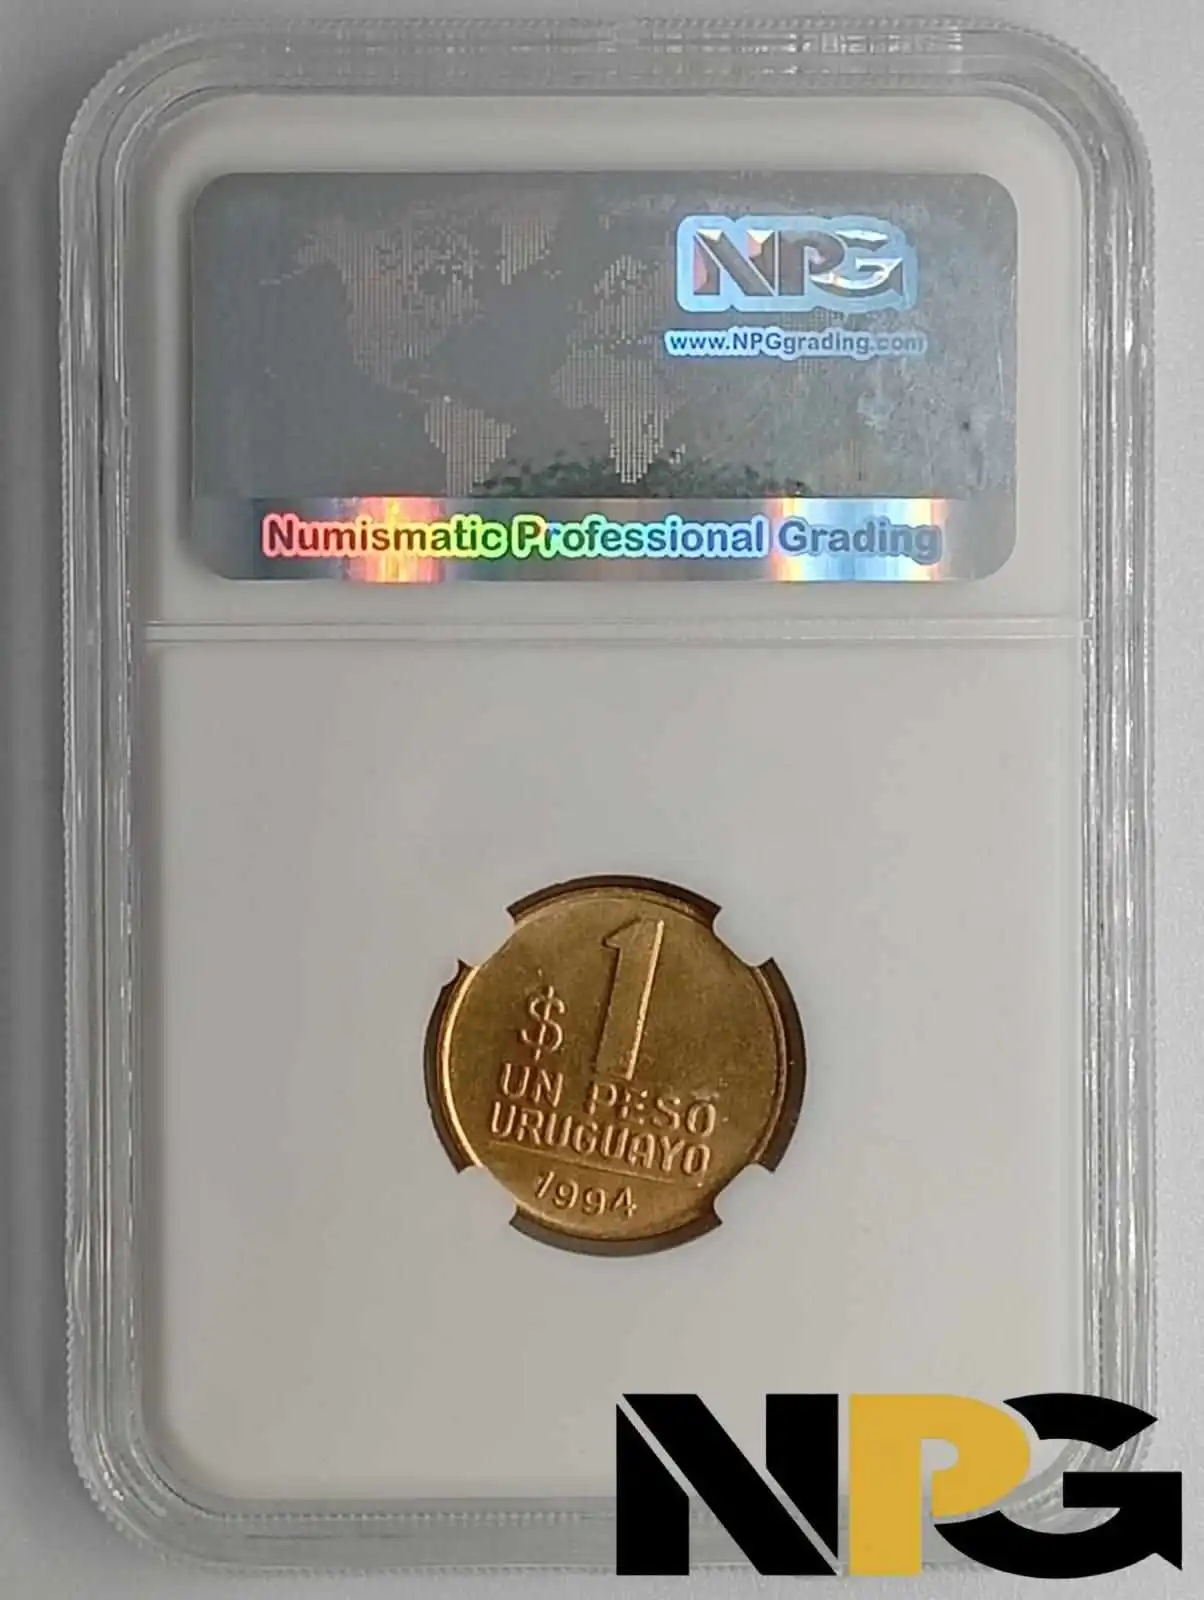 NPG
www.NPGgrading.com
Numismatic Professional Grading
1
$
UN PESO
URUGUAYO
1994
NPG